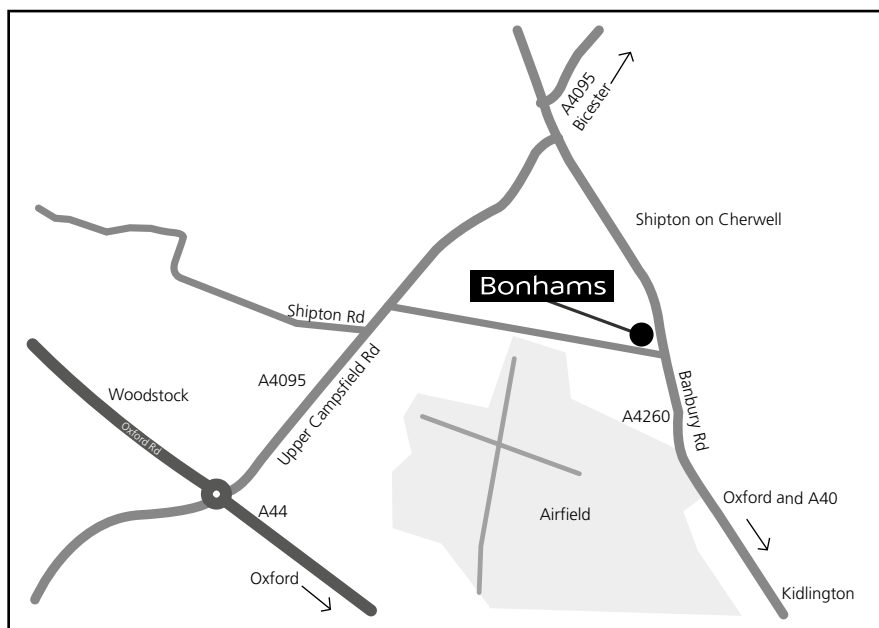 A4095
Bicester
Shipton on Cherwell
Bonhams
Shipton Rd
A4095
Upper Campsfield Rd
Woodstock
Oxford Rd
Banbury Rd
A4260
Oxford and A40
A44
Airfield
Oxford
Kidlington